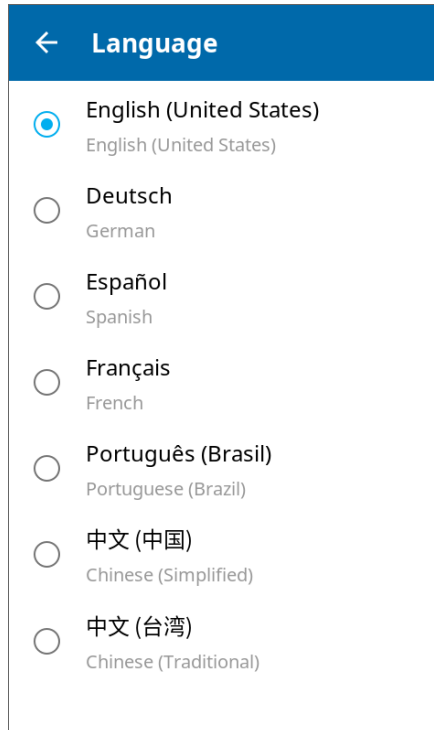 Language
English (United States)
English (United States)
Deutsch
German
Español
Spanish
Français
French
Português (Brasil)
Portuguese (Brazil)
中文 (中国)
Chinese (Simplified)
中文 (台湾)
Chinese (Traditional)